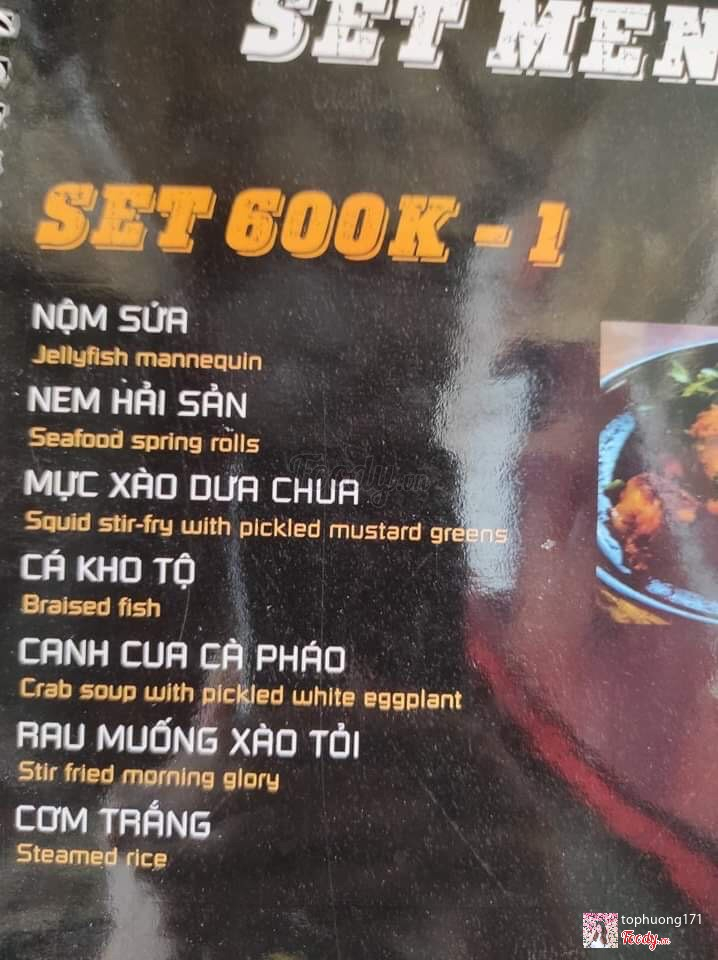 SET MEN
SET 600K - 1
NỘM SỨA
Jellyfish mannequin
NEM HẢI SẢN
Seafood spring rolls
MỰC XÀO DƯA CHUA
Squid stir-fry with pickled mustard greens
CÁ KHO TỘ
Braised fish
CANH CUA CÀ PHÁO
Crab soup with pickled white eggplant
RAU MUỐNG XÀO TỎI
Stir fried morning glory
CƠM TRẮNG
Steamed rice
Foody.vn
tophuong171
Foody.vn